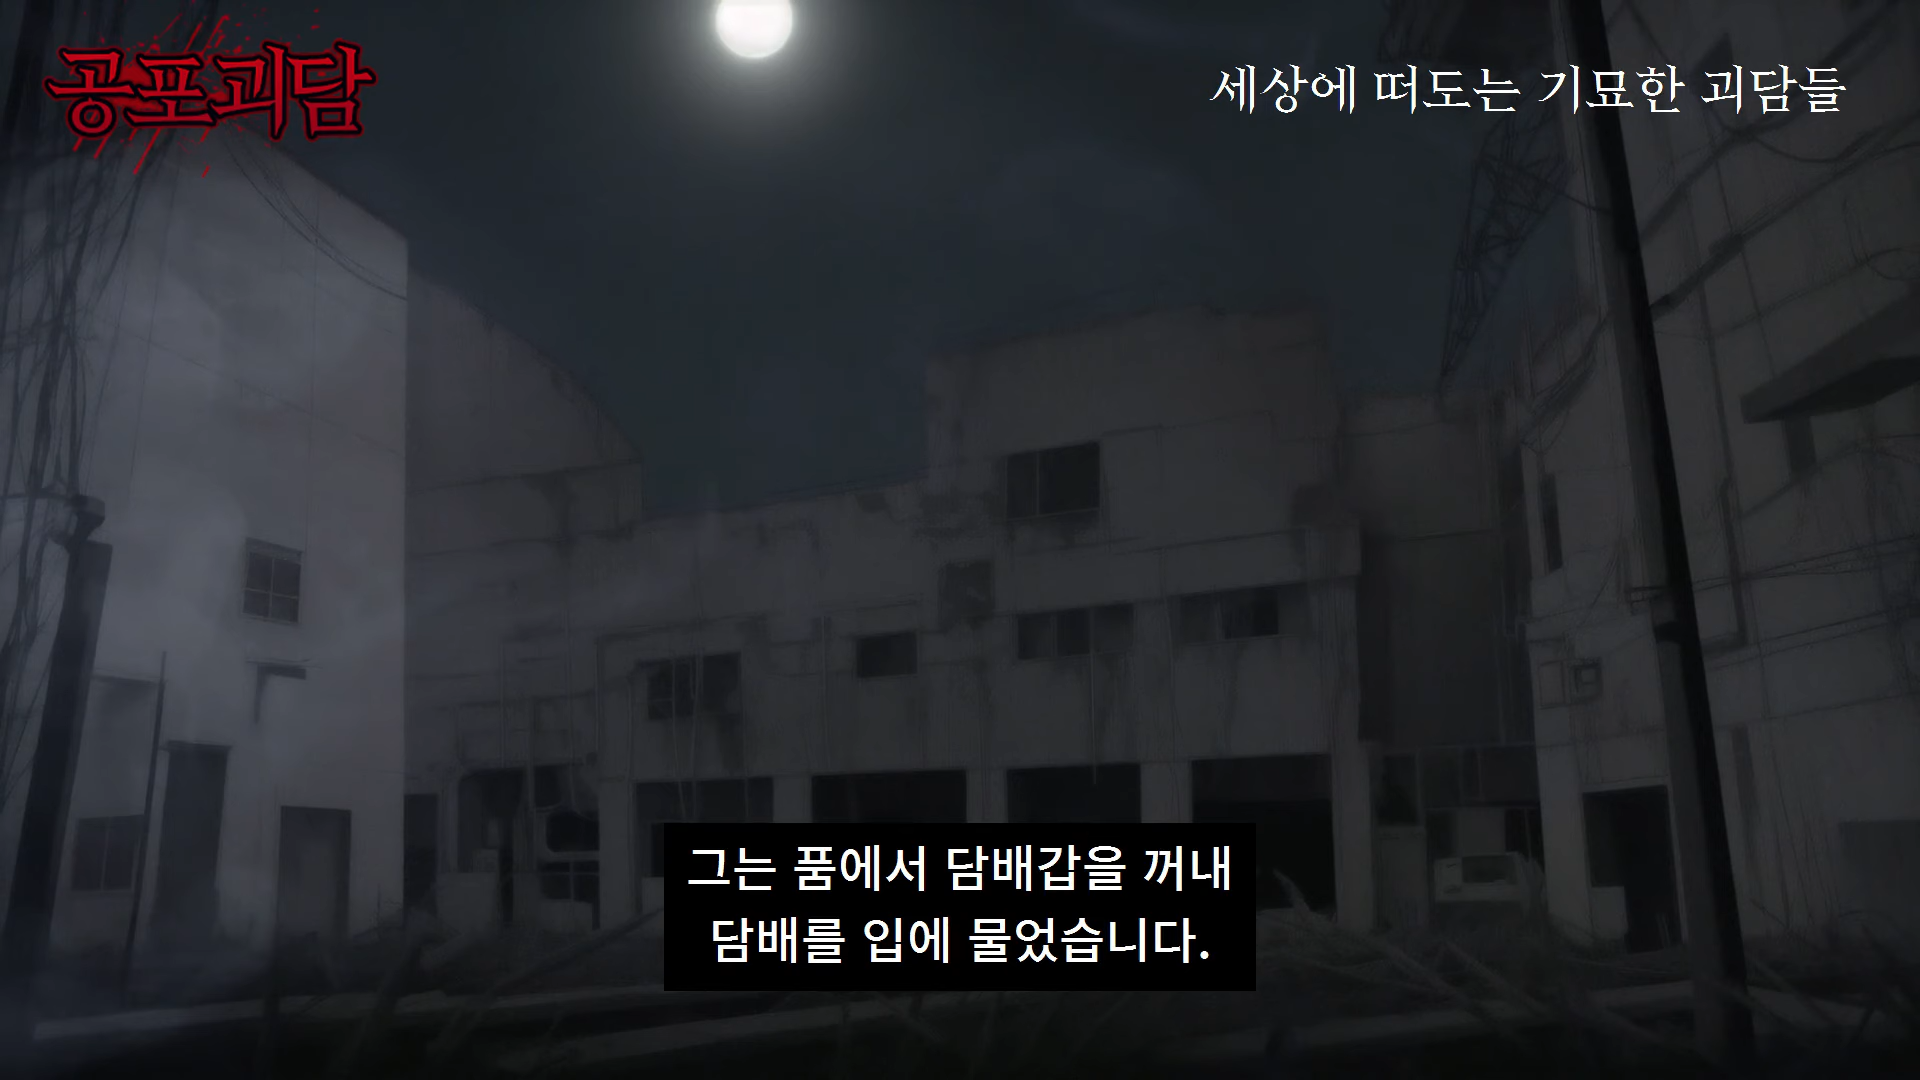 공포괴담
세상에 떠도는 기묘한 괴담들
그는 품에서 담배갑을 꺼내
담배를 입에 물었습니다.